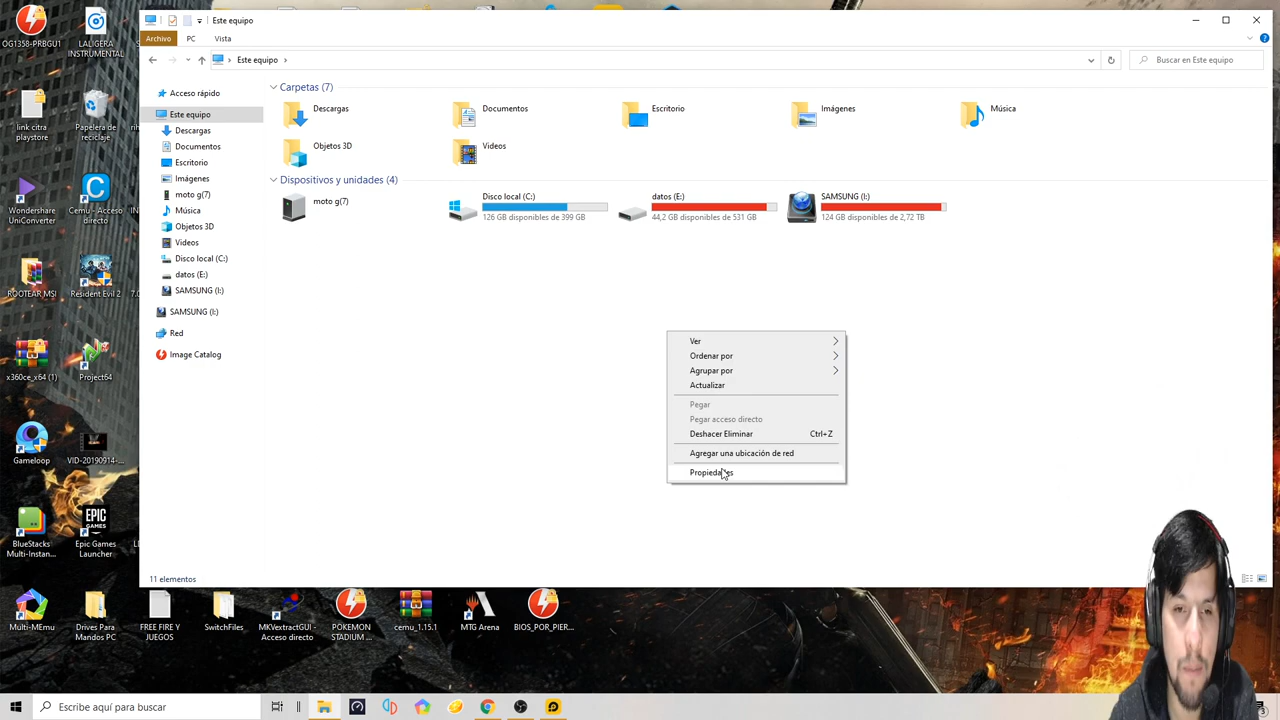 Este equipo
Archivo
PC
Vista
Este equipo
Buscar en Este equipo
Acceso rápido
Este equipo
Descargas
Documentos
Escritorio
Imágenes
moto g(7)
Música
Objetos 3D
Videos
Disco local (C:)
datos (E:)
SAMSUNG (I:)
SAMSUNG (I:)
Red
Image Catalog
Carpetas (7)
Descargas
Documentos
Escritorio
Imágenes
Música
Objetos 3D
Videos
Dispositivos y unidades (4)
moto g(7)
Disco local (C:)
126 GB disponibles de 399 GB
datos (E:)
44,2 GB disponibles de 531 GB
SAMSUNG (I:)
124 GB disponibles de 2,72 TB
Ver
Ordenar por
Agrupar por
Actualizar
Pegar
Pegar acceso directo
Deshacer Eliminar
Ctrl+Z
Agregar una ubicación de red
Propiedades
11 elementos
OG1358-PRBGU1
LALIGERA
INSTRUMENTAL
link citra
playstore
Papelera de
reciclaje
Wondershare
UniConverter
Cemu - Acceso
directo
ROOTEAR MSI
Resident Evil 2
x360ce_x64 (1)
Project64
Gameloop
VID-20190914-...
BlueStacks
Multi-Instan...
EPIC
GAMES
Epic Games
Launcher
Multi-MEmu
Drives Para
Mandos PC
FREE FIRE Y
JUEGOS
SwitchFiles
MKVextractGUI -
Acceso directo
POKEMON
STADIUM ...
cemu_1.15.1
MTG Arena
BIOS_POR_PIER...
Escribe aquí para buscar
3